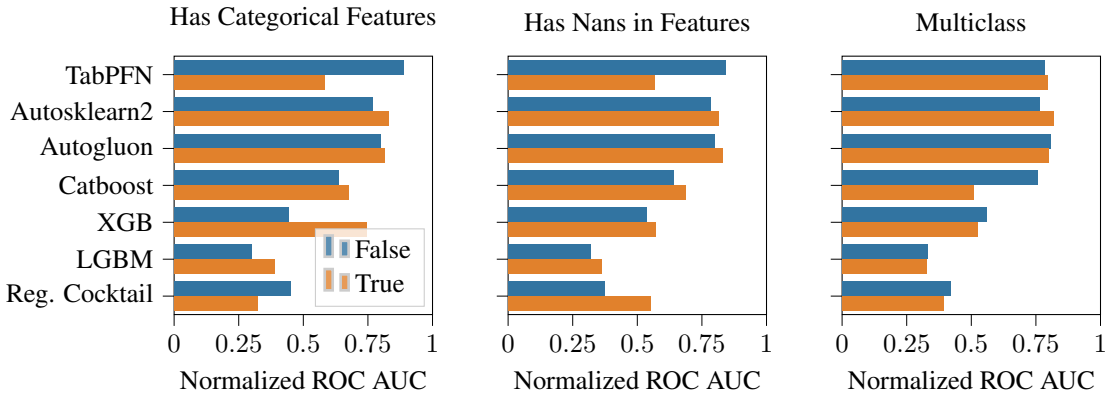 Has Categorical Features
Has Nans in Features
Multiclass
TabPFN
Autosklearn2
Autogluon
Catboost
XGB
LGBM
Reg. Cocktail
False
True
0 0.25 0.5 0.75 1
0 0.25 0.5 0.75 1
0 0.25 0.5 0.75 1
Normalized ROC AUC
Normalized ROC AUC
Normalized ROC AUC